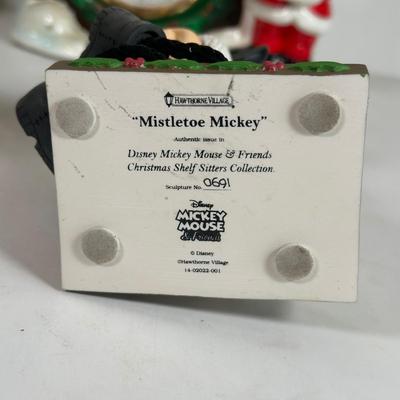 HAWTHORNE VILLAGE
"Mistletoe Mickey"
Authentic issue in
Disney Mickey Mouse & Friends
Christmas Shelf Sitters Collection
Sculpture No. 0691
Disney
MICKEY
MOUSE
& Friends
© Disney
©Hawthorne Village
14-02022-001